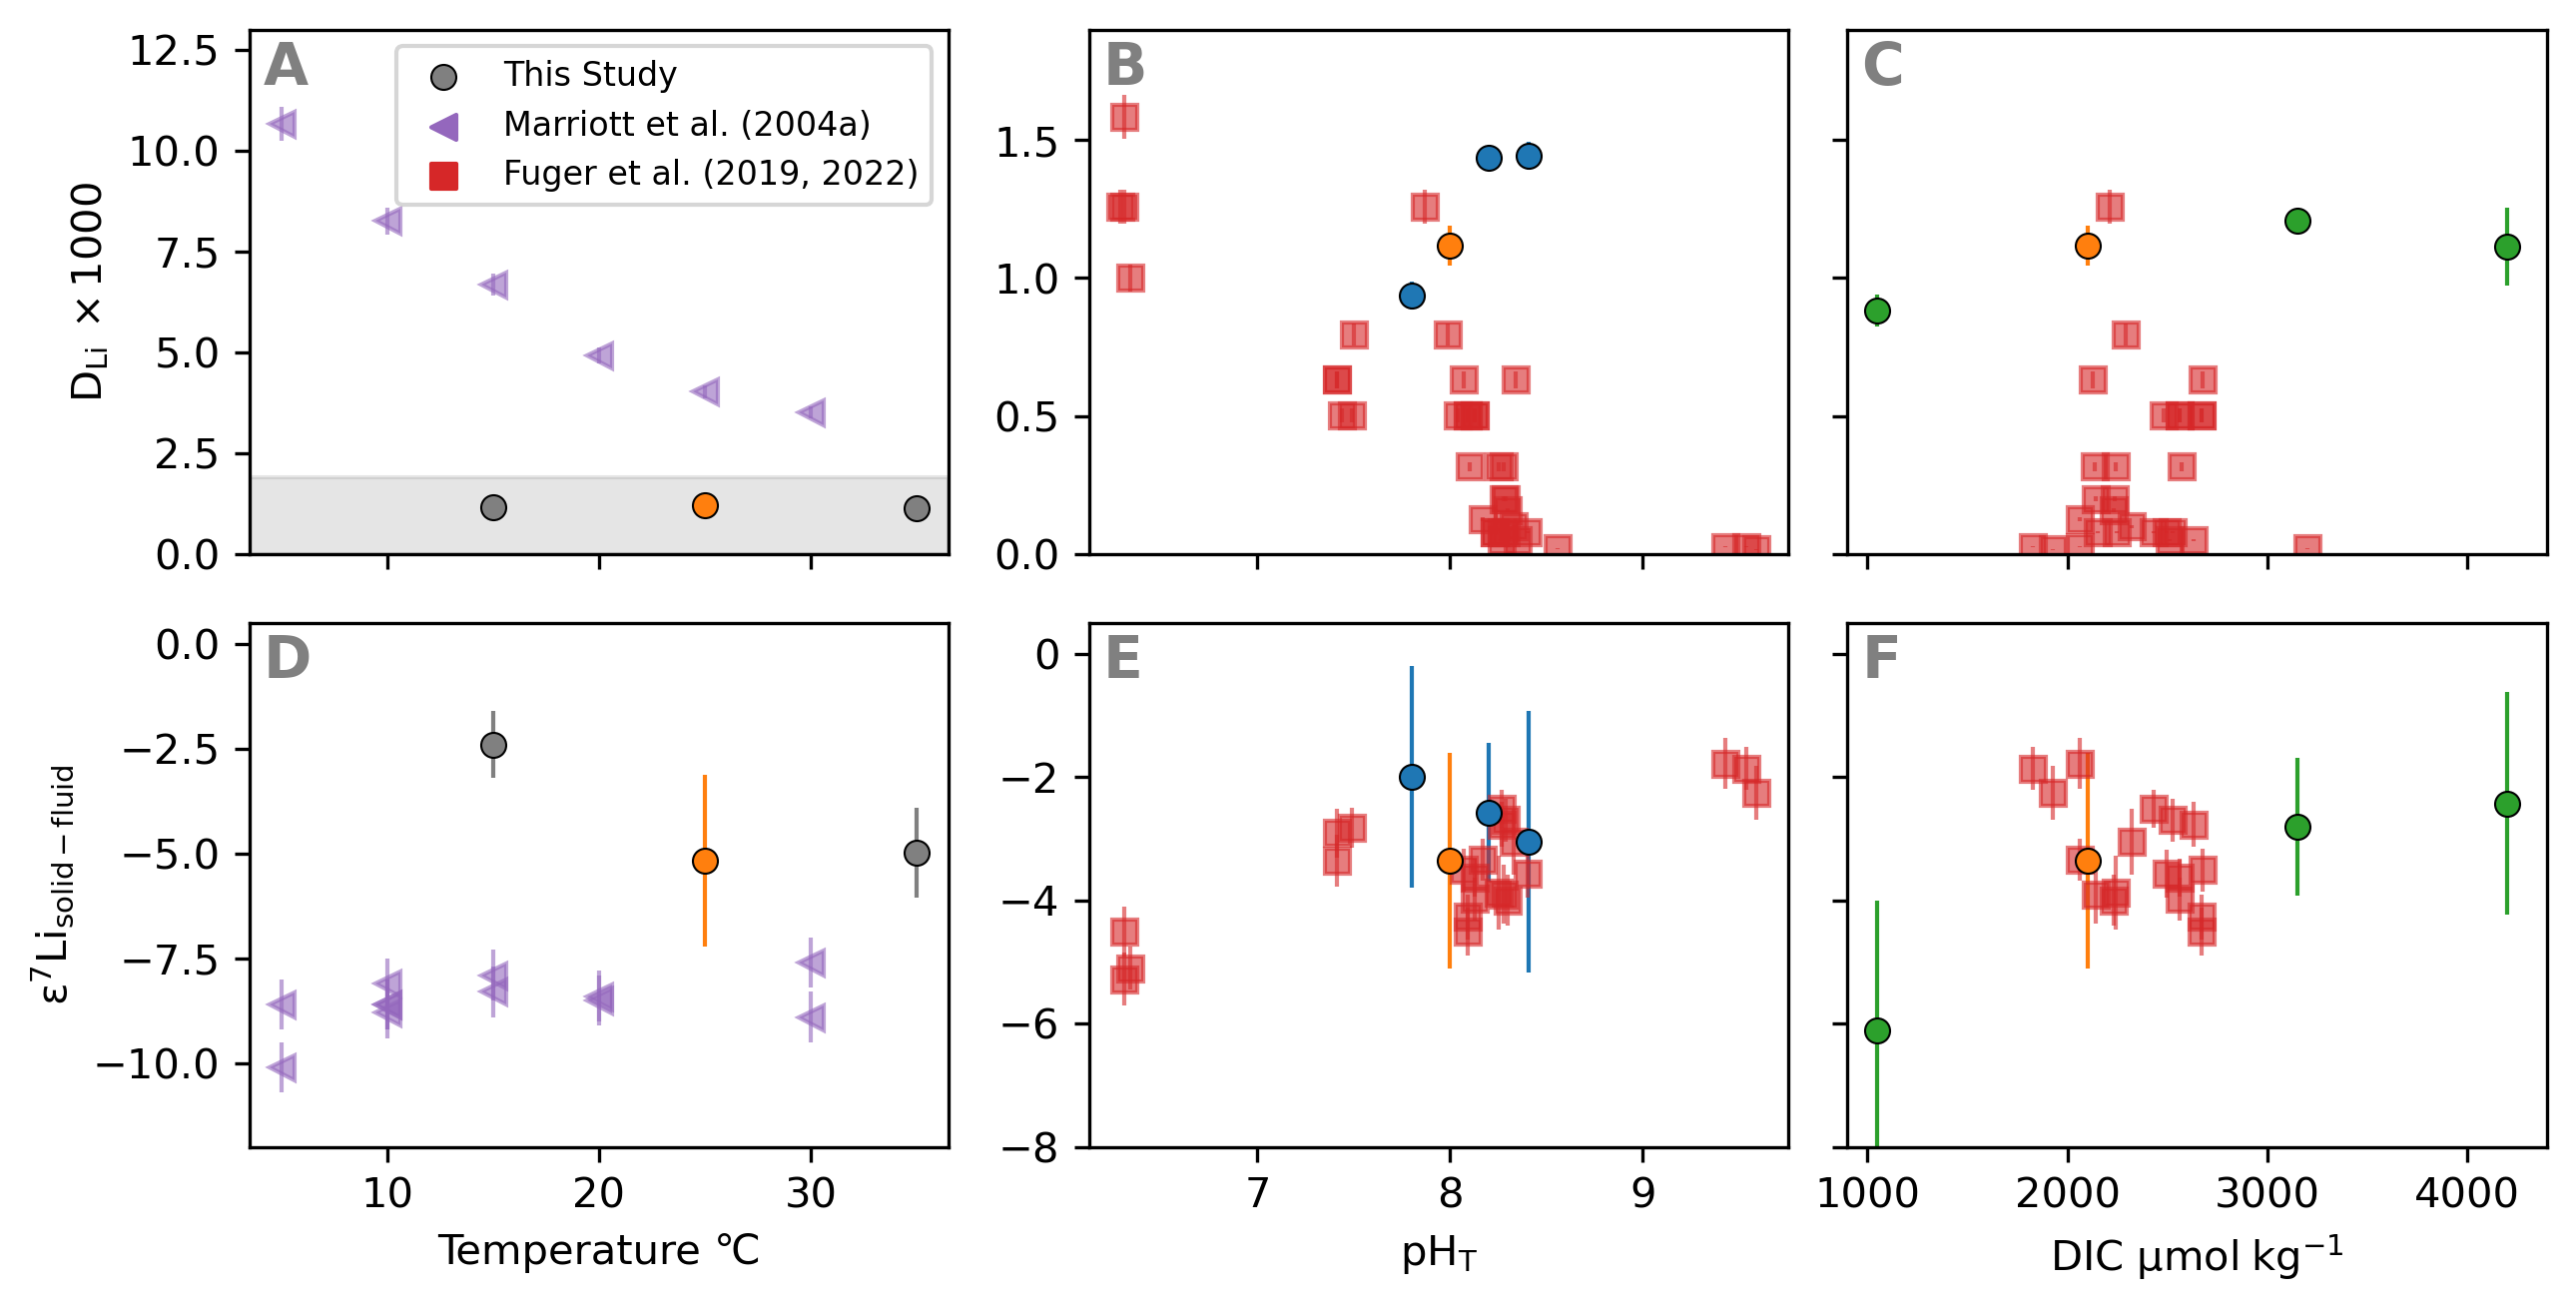 A
12.5
10.0
7.5
5.0
2.5
0.0
D_Li × 1000
This Study
Marriott et al. (2004a)
Fuger et al. (2019, 2022)
B
1.5
1.0
0.5
0.0
C
D
0.0
−2.5
−5.0
−7.5
−10.0
ε⁷Li_solid−fluid
10 20 30
Temperature °C
E
0
−2
−4
−6
−8
7 8 9
pH_T
F
1000 2000 3000 4000
DIC µmol kg⁻¹